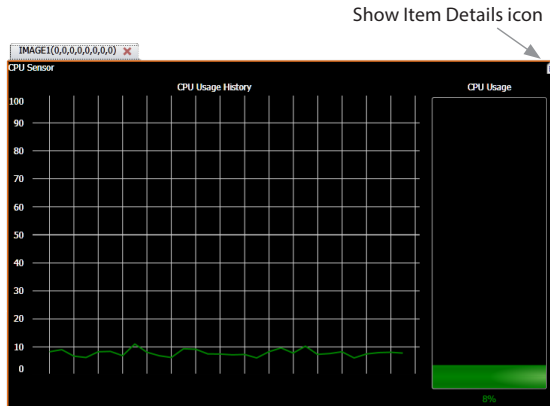 Show Item Details icon
IMAGE1(0,0,0,0,0,0,0,0)
CPU Sensor
CPU Usage History
CPU Usage
100
90
80
70
60
50
40
30
20
10
0
8%